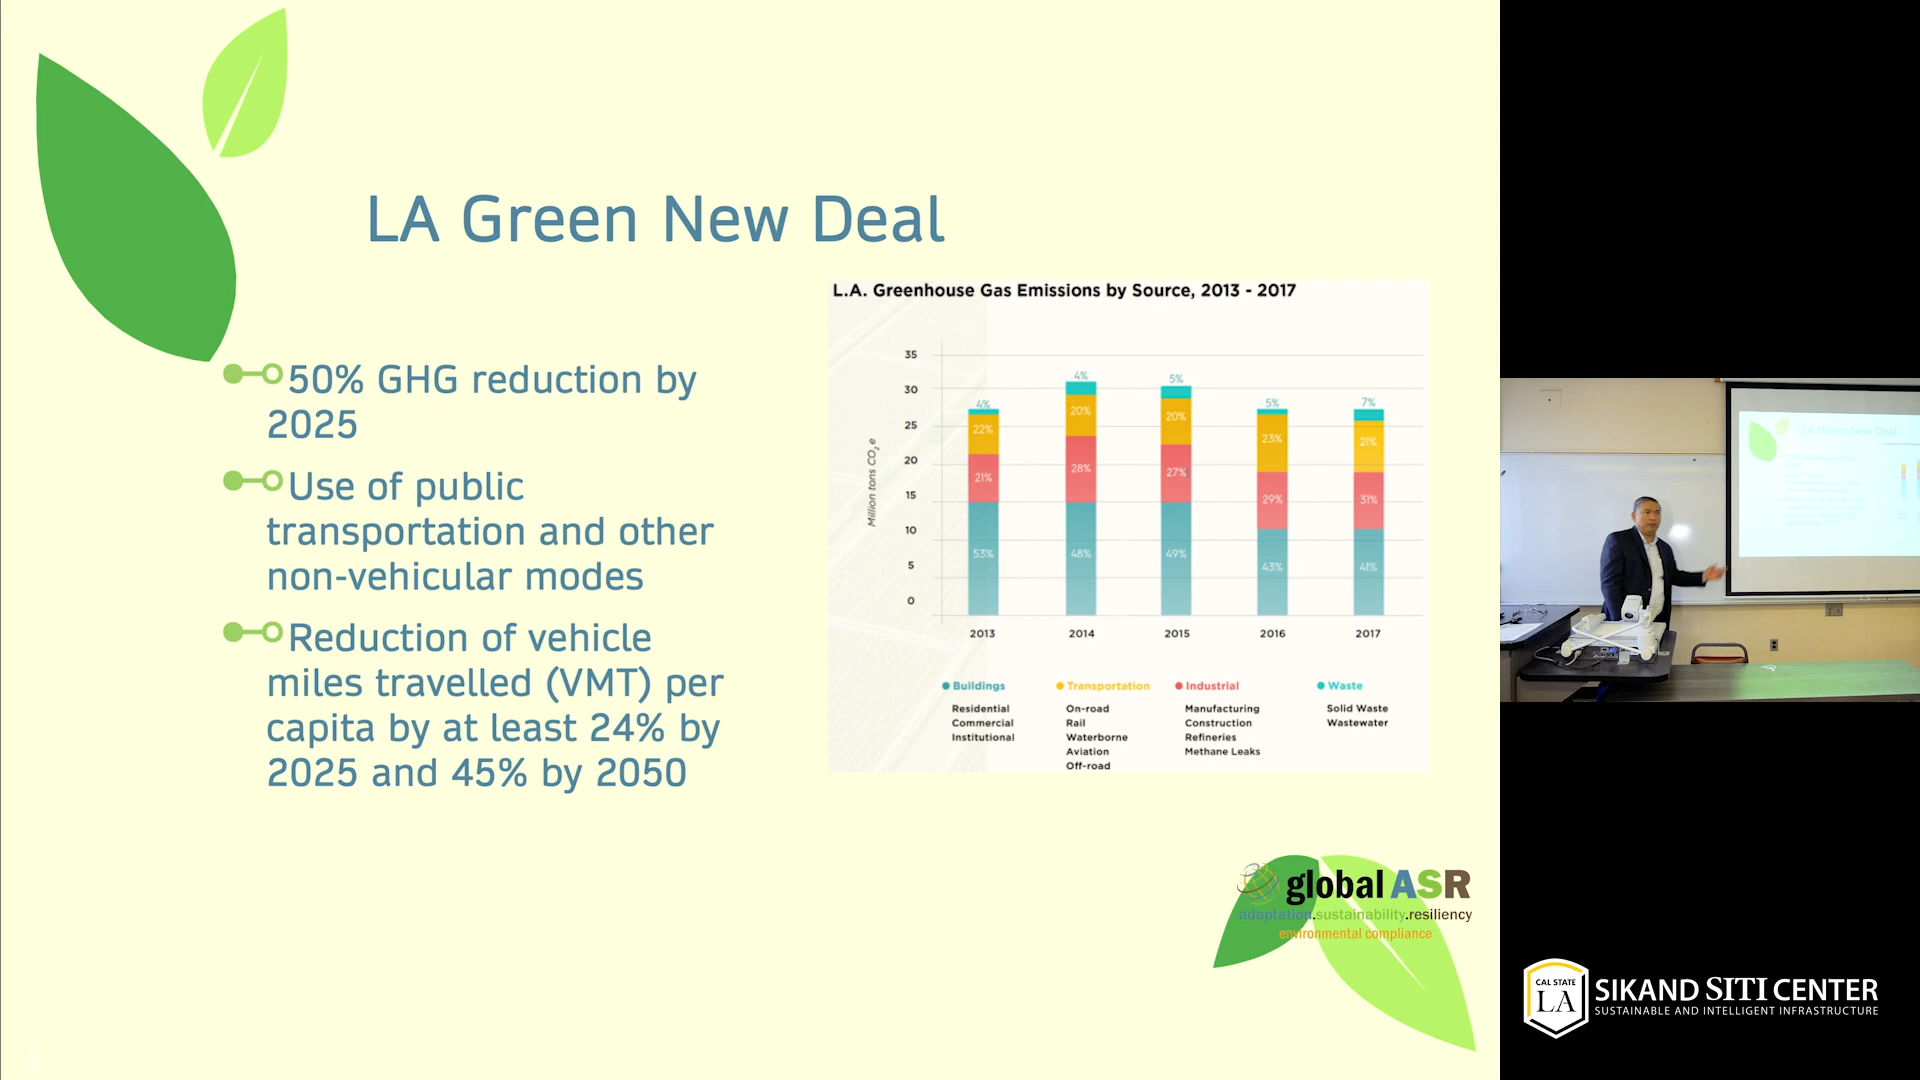 LA Green New Deal
50% GHG reduction by
2025
Use of public
transportation and other
non-vehicular modes
Reduction of vehicle
miles travelled (VMT) per
capita by at least 24% by
2025 and 45% by 2050
L.A. Greenhouse Gas Emissions by Source, 2013 - 2017
Million tons CO₂e
35
30
25
20
15
10
5
0
4%
22%
21%
53%
4%
20%
28%
48%
5%
20%
27%
49%
5%
23%
29%
43%
7%
21%
31%
41%
2013 2014 2015 2016 2017
Buildings
Residential
Commercial
Institutional
Transportation
On-road
Rail
Waterborne
Aviation
Off-road
Industrial
Manufacturing
Construction
Refineries
Methane Leaks
Waste
Solid Waste
Wastewater
global ASR
adaptation.sustainability.resiliency
environmental compliance
LA Green New Deal
CAL STATE
LA
SIKAND SITI CENTER
SUSTAINABLE AND INTELLIGENT INFRASTRUCTURE